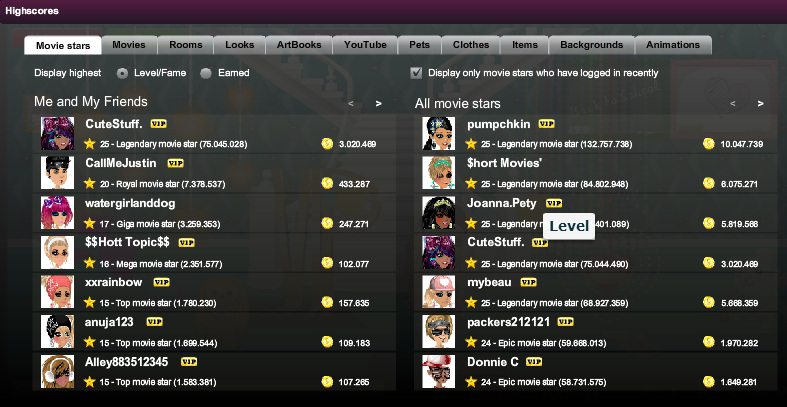 Highscores
Movie stars Movies Rooms Looks ArtBooks YouTube Pets Clothes Items Backgrounds Animations
Display highest Level/Fame Earned Display only movie stars who have logged in recently
Me and My Friends < >
CuteStuff. VIP
25 - Legendary movie star (75.045.028) 3.020.469
CallMeJustin VIP
20 - Royal movie star (7.378.537) 433.287
watergirlanddog
17 - Giga movie star (3.259.353) 247.271
$$Hott Topic$$ VIP
16 - Mega movie star (2.351.577) 102.077
xxrainbow VIP
15 - Top movie star (1.780.230) 157.635
anuja123 VIP
15 - Top movie star (1.699.544) 109.183
Alley883512345 VIP
15 - Top movie star (1.583.381) 107.265
All movie stars < >
pumpchkin VIP
25 - Legendary movie star (132.757.738) 10.047.739
$hort Movies'
25 - Legendary movie star (84.802.948) 6.075.271
Joanna.Pety VIP
25 - Legendary 401.089) 5.819.566
Level
CuteStuff. VIP
25 - Legendary movie star (75.044.490) 3.020.469
mybeau VIP
25 - Legendary movie star (68.927.359) 5.668.359
packers212121 VIP
24 - Epic movie star (59.668.013) 1.970.282
Donnie C VIP
24 - Epic movie star (58.731.575) 1.649.281